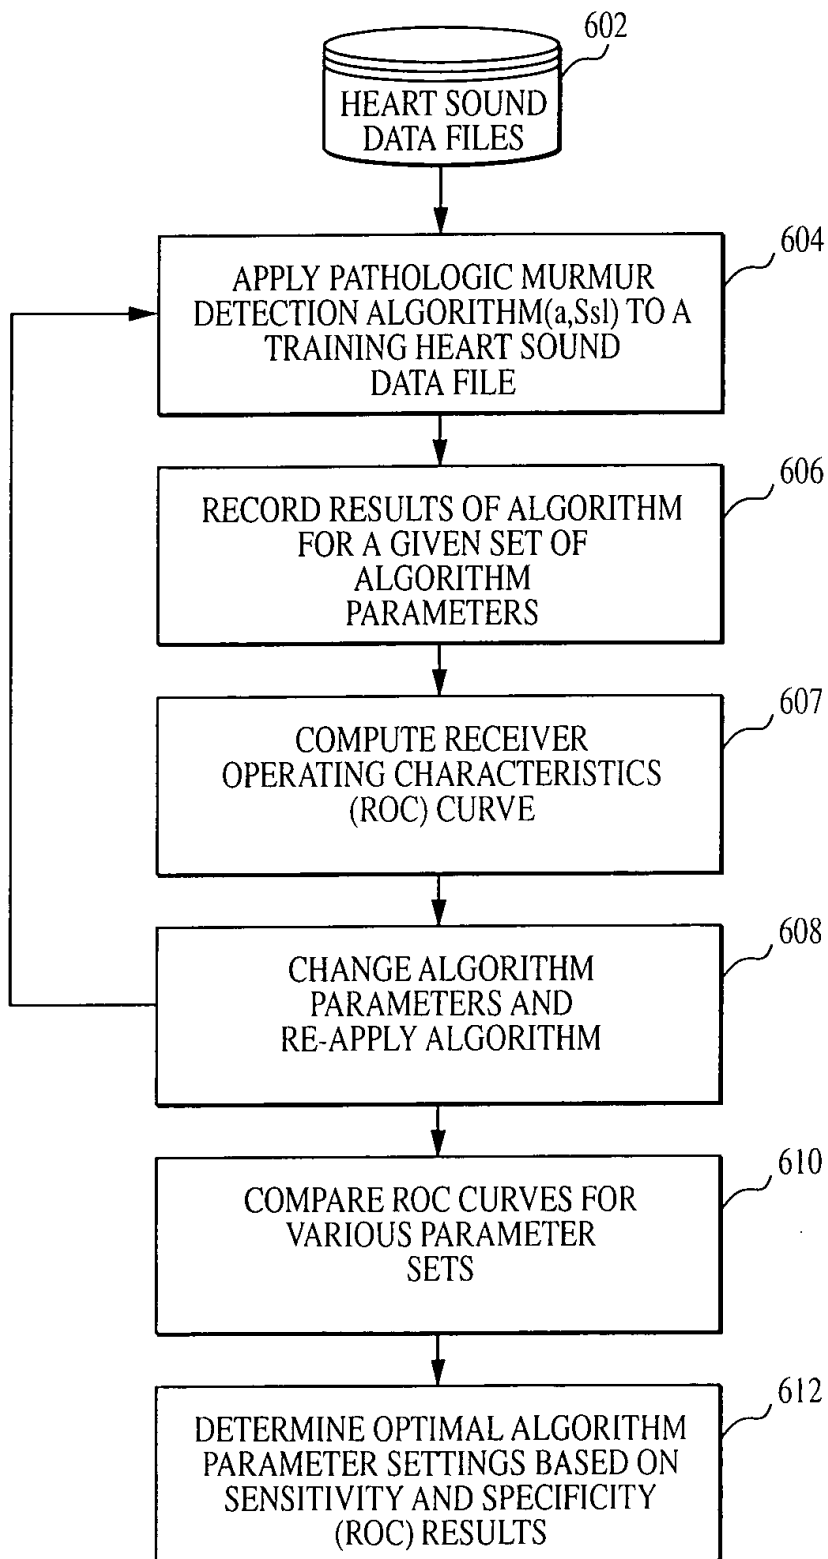 602
HEART SOUND
DATA FILES
604
APPLY PATHOLOGIC MURMUR
DETECTION ALGORITHM(a,Ssl) TO A
TRAINING HEART SOUND
DATA FILE
606
RECORD RESULTS OF ALGORITHM
FOR A GIVEN SET OF
ALGORITHM
PARAMETERS
607
COMPUTE RECEIVER
OPERATING CHARACTERISTICS
(ROC) CURVE
608
CHANGE ALGORITHM
PARAMETERS AND
RE-APPLY ALGORITHM
610
COMPARE ROC CURVES FOR
VARIOUS PARAMETER
SETS
612
DETERMINE OPTIMAL ALGORITHM
PARAMETER SETTINGS BASED ON
SENSITIVITY AND SPECIFICITY
(ROC) RESULTS